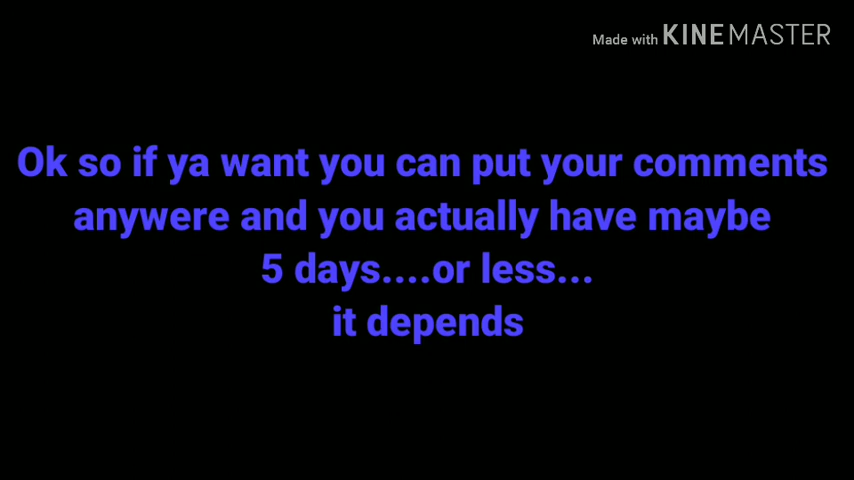 Made with KINEMASTER
Ok so if ya want you can put your comments
anywere and you actually have maybe
5 days....or less...
it depends